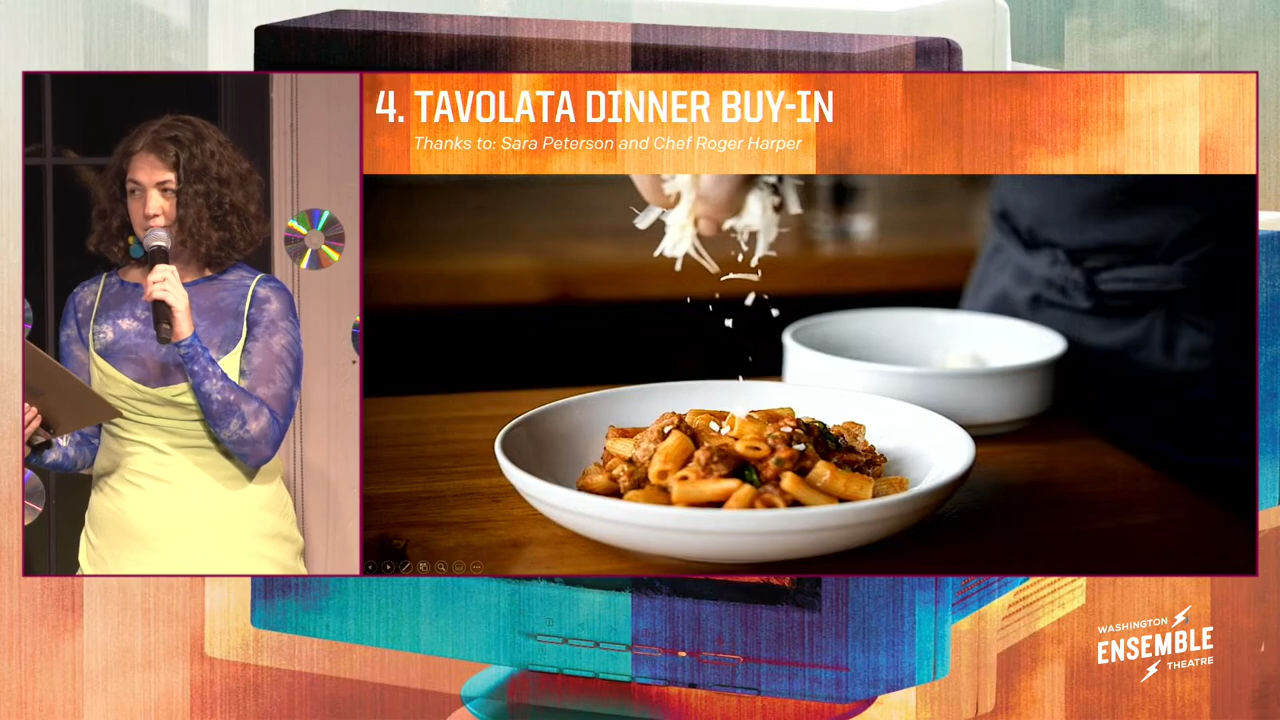 4. TAVOLATA DINNER BUY-IN
Thanks to: Sara Peterson and Chef Roger Harper
WASHINGTON
ENSEMBLE
THEATRE